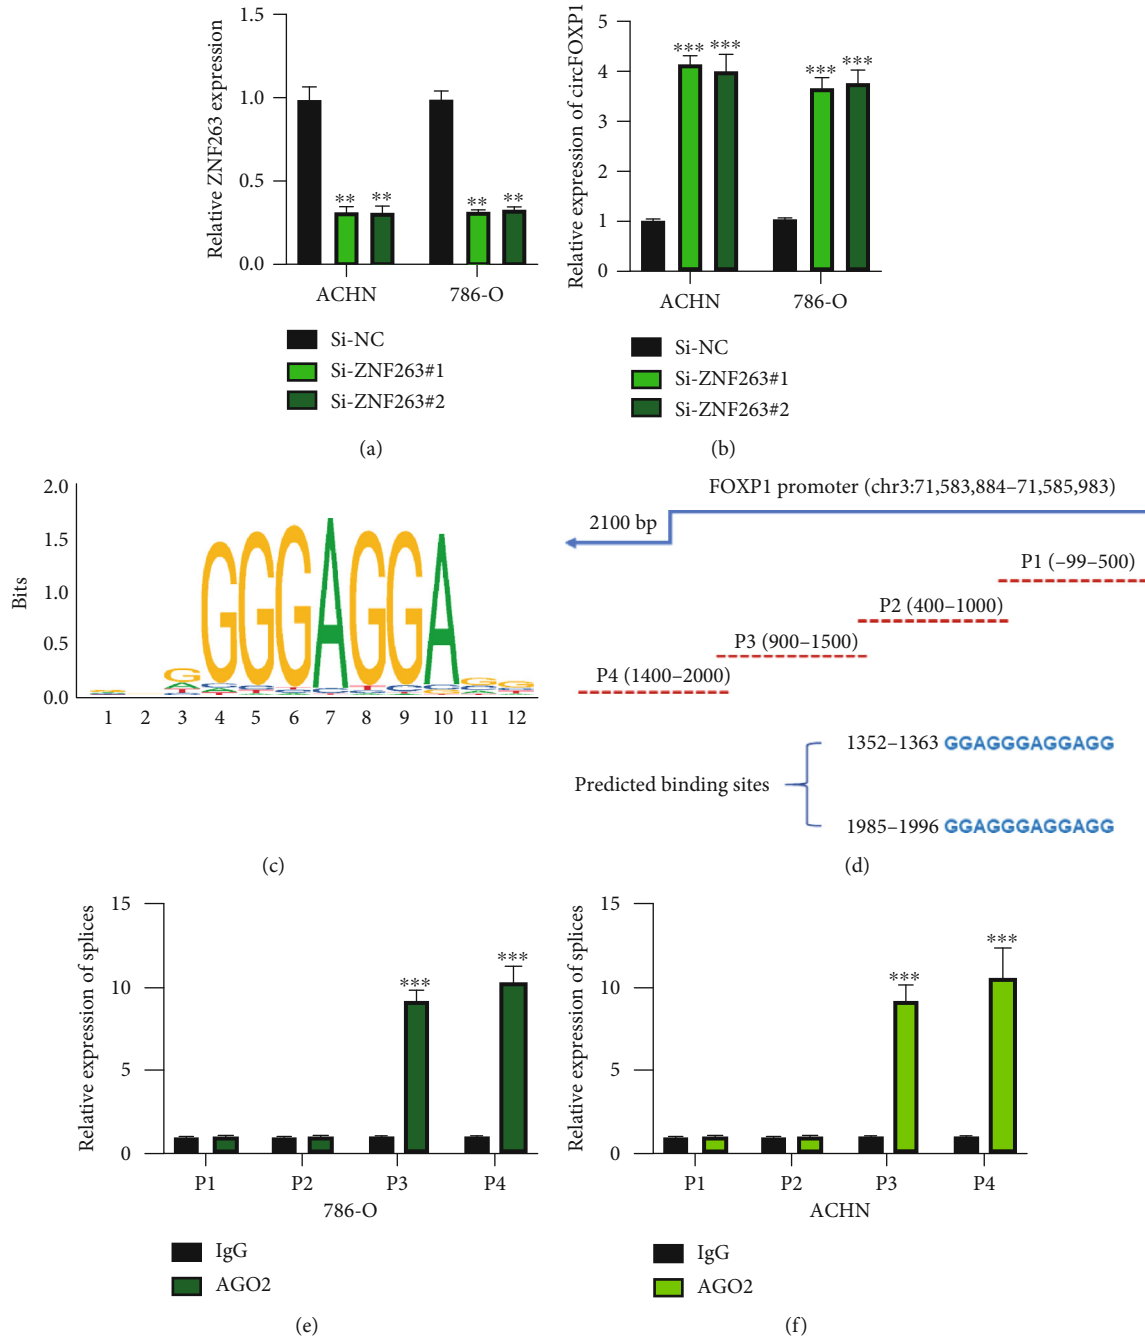 Relative ZNF263 expression
1.5
1.0
0.5
0.0
** **
** **
ACHN
786-O
Si-NC
Si-ZNF263#1
Si-ZNF263#2
(a)
Relative expression of circFOXP1
5
4
3
2
1
0
*** ***
*** ***
ACHN
786-O
Si-NC
Si-ZNF263#1
Si-ZNF263#2
(b)
Bits
2.0
1.5
1.0
0.5
0.0
G GGGAGGA GG
1 2 3 4 5 6 7 8 9 10 11 12
(c)
FOXP1 promoter (chr3:71,583,884–71,585,983)
2100 bp
P1 (–99–500)
P2 (400–1000)
P3 (900–1500)
P4 (1400–2000)
1352–1363 GGAGGGAGGAGG
Predicted binding sites
1985–1996 GGAGGGAGGAGG
(d)
Relative expression of splices
15
10
5
0
***
***
P1 P2 P3 P4
786-O
IgG
AGO2
(e)
Relative expression of splices
15
10
5
0
***
***
P1 P2 P3 P4
ACHN
IgG
AGO2
(f)